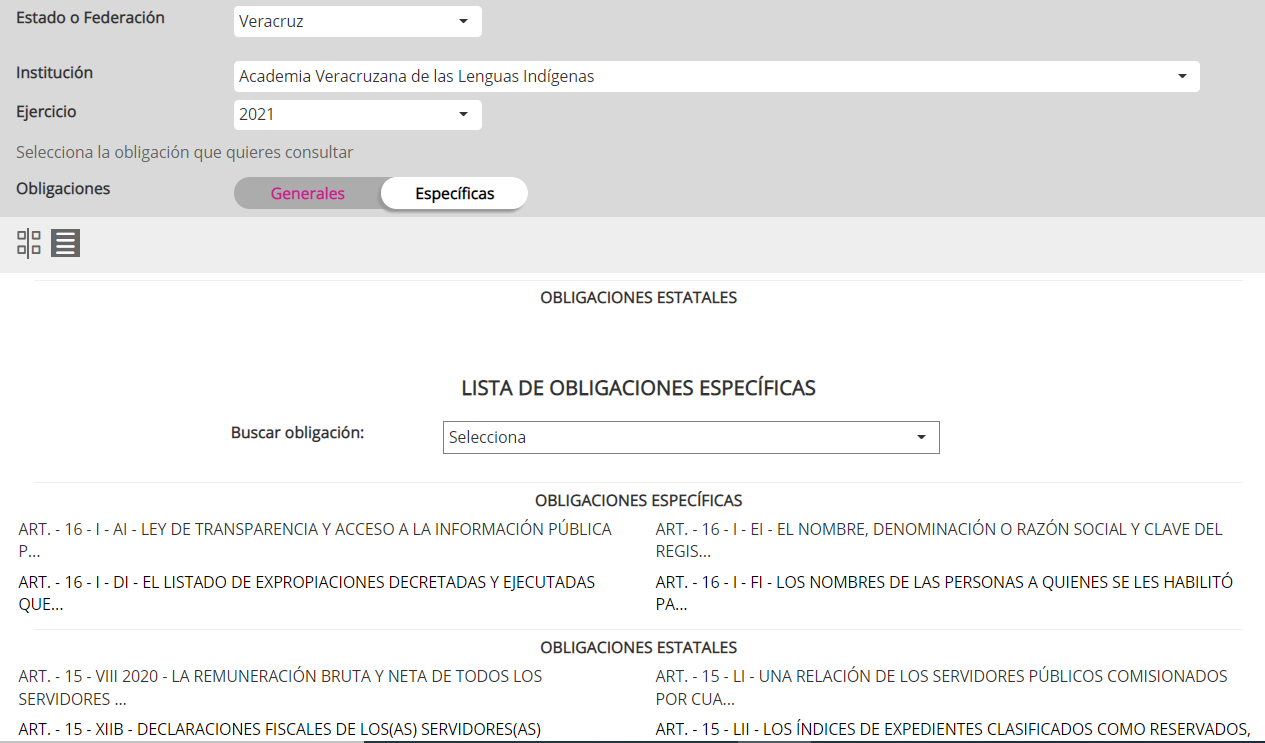 Estado o Federación
Veracruz
Institución
Academia Veracruzana de las Lenguas Indígenas
Ejercicio
2021
Selecciona la obligación que quieres consultar
Obligaciones
Generales
Específicas
OBLIGACIONES ESTATALES
LISTA DE OBLIGACIONES ESPECÍFICAS
Buscar obligación:
Selecciona
OBLIGACIONES ESPECÍFICAS
ART. - 16 - I - AI - LEY DE TRANSPARENCIA Y ACCESO A LA INFORMACIÓN PÚBLICA
P...
ART. - 16 - I - EI - EL NOMBRE, DENOMINACIÓN O RAZÓN SOCIAL Y CLAVE DEL
REGIS...
ART. - 16 - I - DI - EL LISTADO DE EXPROPIACIONES DECRETADAS Y EJECUTADAS
QUE...
ART. - 16 - I - FI - LOS NOMBRES DE LAS PERSONAS A QUIENES SE LES HABILITÓ
PA...
OBLIGACIONES ESTATALES
ART. - 15 - VIII 2020 - LA REMUNERACIÓN BRUTA Y NETA DE TODOS LOS
SERVIDORES ...
ART. - 15 - LI - UNA RELACIÓN DE LOS SERVIDORES PÚBLICOS COMISIONADOS
POR CUA...
ART. - 15 - XIIB - DECLARACIONES FISCALES DE LOS(AS) SERVIDORES(AS)
ART. - 15 - LII - LOS ÍNDICES DE EXPEDIENTES CLASIFICADOS COMO RESERVADOS,